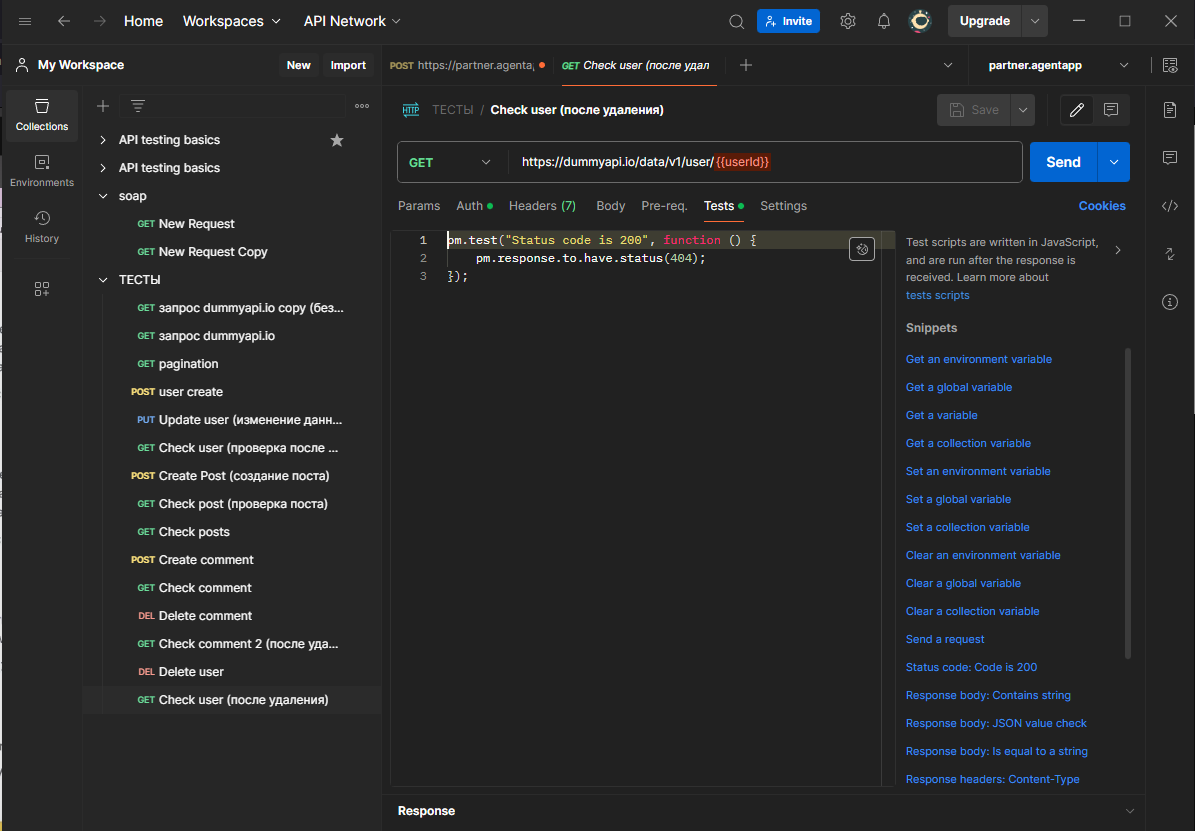 Home Workspaces API Network Invite Upgrade
My Workspace New Import
POST https://partner.agenta GET Check user (после удал partner.agentapp
Collections
Environments
History
API testing basics
API testing basics
soap
GET New Request
GET New Request Copy
ТЕСТЫ
GET запрос dummyapi.io copy (без...
GET запрос dummyapi.io
GET pagination
POST user create
PUT Update user (изменение данн...
GET Check user (проверка после ...
POST Create Post (создание поста)
GET Check post (проверка поста)
GET Check posts
POST Create comment
GET Check comment
DEL Delete comment
GET Check comment 2 (после уда...
DEL Delete user
GET Check user (после удаления)
HTTP ТЕСТЫ / Check user (после удаления) Save
GET https://dummyapi.io/data/v1/user/{{userId}} Send
Params Auth Headers (7) Body Pre-req. Tests Settings Cookies
1 pm.test("Status code is 200", function () {
2 pm.response.to.have.status(404);
3 });
Test scripts are written in JavaScript,
and are run after the response is
received. Learn more about
tests scripts
Snippets
Get an environment variable
Get a global variable
Get a variable
Get a collection variable
Set an environment variable
Set a global variable
Set a collection variable
Clear an environment variable
Clear a global variable
Clear a collection variable
Send a request
Status code: Code is 200
Response body: Contains string
Response body: JSON value check
Response body: Is equal to a string
Response headers: Content-Type
Response